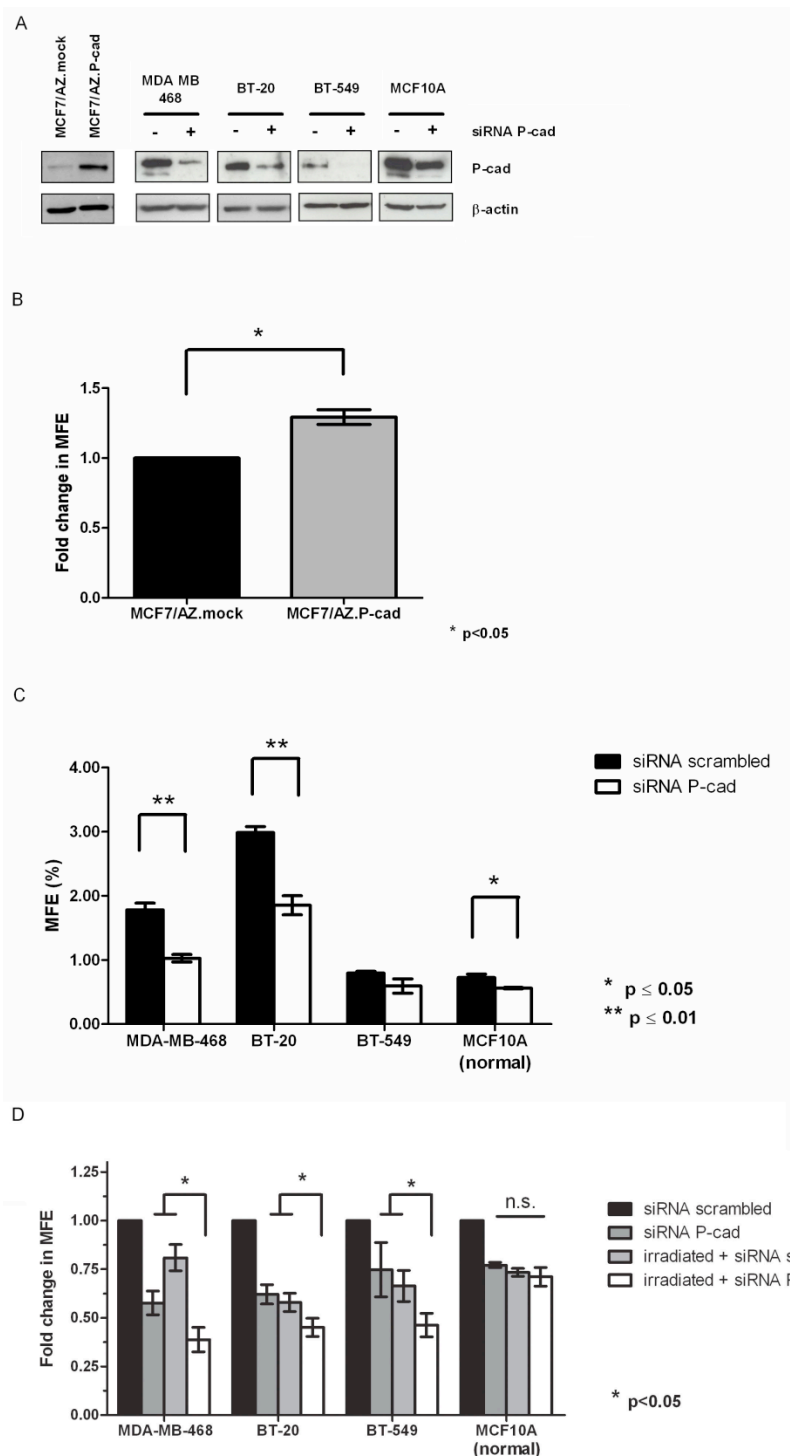 A
MCF7/AZ.mock
MCF7/AZ.P-cad
MDA MB
468
BT-20
BT-549
MCF10A
- + - + - + - +
siRNA P-cad
P-cad
β-actin
B
*
Fold change in MFE
1.5
1.0
0.5
0.0
MCF7/AZ.mock
MCF7/AZ.P-cad
* p<0.05
C
**
**
*
siRNA scrambled
siRNA P-cad
MFE (%)
4.00
3.00
2.00
1.00
0.00
MDA-MB-468
BT-20
BT-549
MCF10A
(normal)
* p ≤ 0.05
** p ≤ 0.01
D
*
*
*
n.s.
Fold change in MFE
1.25
1.00
0.75
0.50
0.25
0.00
siRNA scrambled
siRNA P-cad
irradiated + siRNA s
irradiated + siRNA
MDA-MB-468
BT-20
BT-549
MCF10A
(normal)
* p<0.05